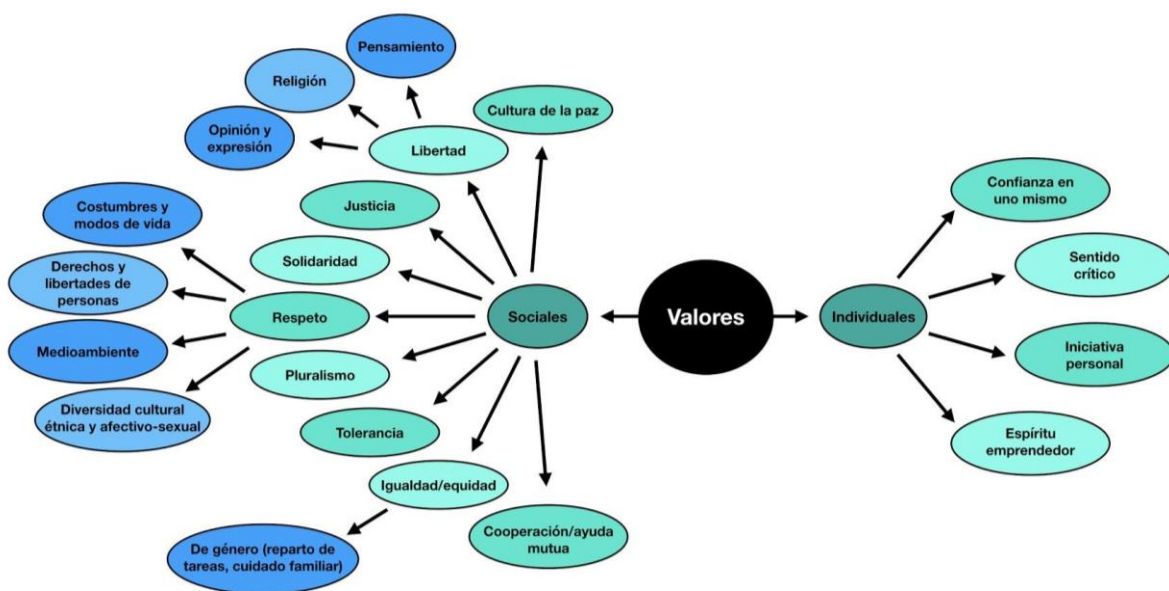 Pensamiento
Religión
Cultura de la paz
Opinión y
expresión
Libertad
Confianza en
uno mismo
Justicia
Costumbres y
modos de vida
Solidaridad
Sentido
crítico
Derechos y
libertades de
personas
Respeto
Sociales
Valores
Individuales
Medioambiente
Iniciativa
personal
Pluralismo
Diversidad cultural
étnica y afectivo-sexual
Tolerancia
Espíritu
emprendedor
Igualdad/equidad
Cooperación/ayuda
mutua
De género (reparto de
tareas, cuidado familiar)